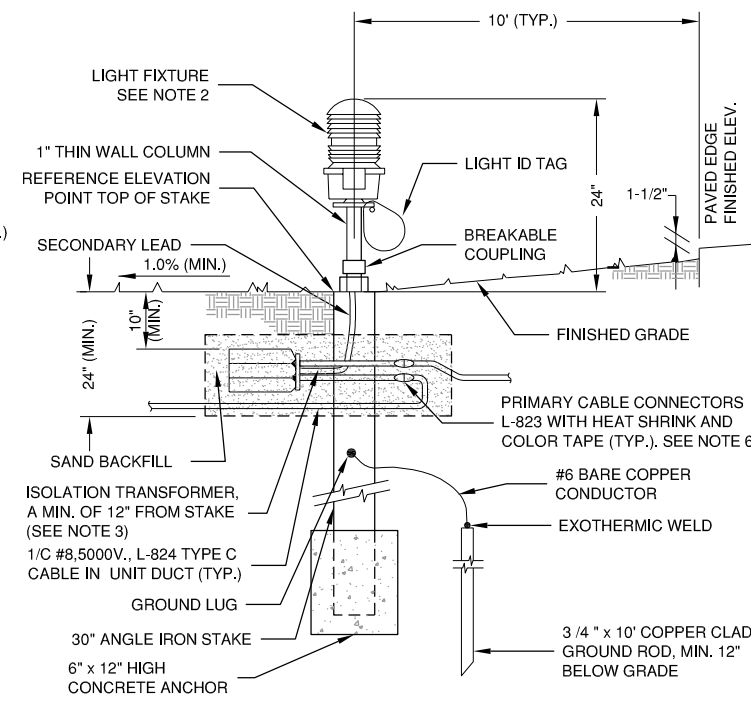 10' (TYP.)
LIGHT FIXTURE
SEE NOTE 2
1" THIN WALL COLUMN
LIGHT ID TAG
REFERENCE ELEVATION
POINT TOP OF STAKE
24"
1-1/2"
PAVED EDGE
FINISHED ELEV.
.)
SECONDARY LEAD
BREAKABLE
COUPLING
1.0% (MIN.)
10"
(MIN.)
24" (MIN.)
FINISHED GRADE
PRIMARY CABLE CONNECTORS
L-823 WITH HEAT SHRINK AND
COLOR TAPE (TYP.). SEE NOTE 6
SAND BACKFILL
#6 BARE COPPER
CONDUCTOR
ISOLATION TRANSFORMER,
A MIN. OF 12" FROM STAKE
(SEE NOTE 3)
EXOTHERMIC WELD
1/C #8,5000V., L-824 TYPE C
CABLE IN UNIT DUCT (TYP.)
GROUND LUG
30" ANGLE IRON STAKE
3 /4 " x 10' COPPER CLAD
GROUND ROD, MIN. 12"
BELOW GRADE
6" x 12" HIGH
CONCRETE ANCHOR